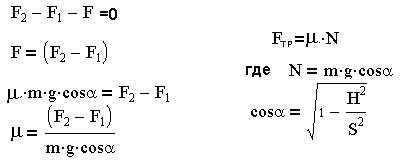 F₂ − F₁ − F =0
F = (F₂ − F₁)
μ·m·g·cosα = F₂ − F₁
μ = (F₂ − F₁) / m·g·cosα
Fтр=μ·N
где N = m·g·cosα
cosα = √(1 − H²/S²)